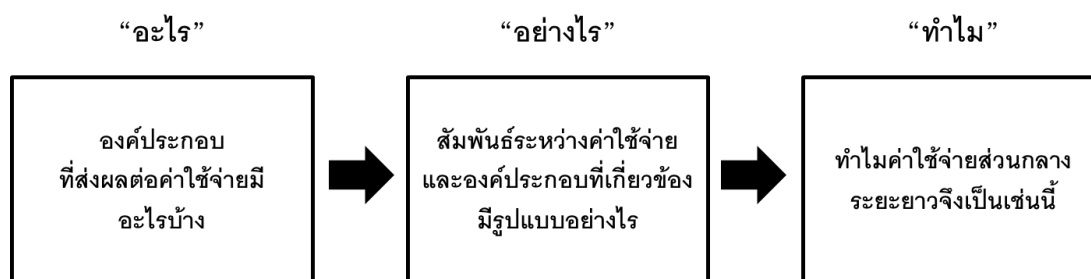 “อะไร”
“อย่างไร”
“ทำไม”
องค์ประกอบ
ที่ส่งผลต่อค่าใช้จ่ายมี
อะไรบ้าง
สัมพันธ์ระหว่างค่าใช้จ่าย
และองค์ประกอบที่เกี่ยวข้อง
มีรูปแบบอย่างไร
ทำไมค่าใช้จ่ายส่วนกลาง
ระยะยาวจึงเป็นเช่นนี้